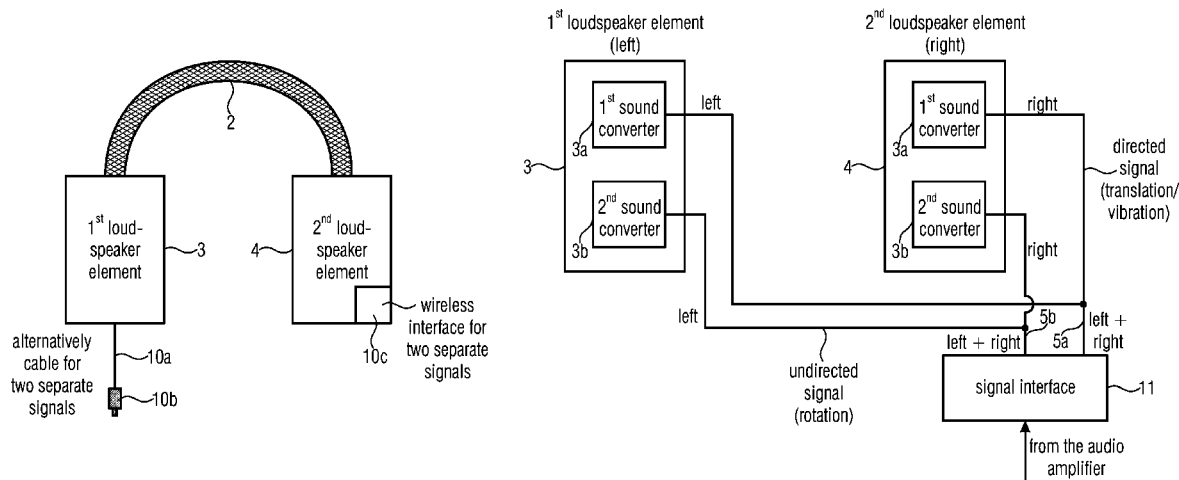 2
1st loud-
speaker
element
3
2nd loud-
speaker
element
4
wireless
interface for
two separate
signals
10c
alternatively
cable for
two separate
signals
10a
10b
1st loudspeaker element
(left)
1st sound
converter
3a
left
3
2nd sound
converter
3b
left
2nd loudspeaker element
(right)
1st sound
converter
3a
right
4
2nd sound
converter
3b
right
directed
signal
(translation/
vibration)
5b
left + right
5a
left +
right
undirected
signal
(rotation)
signal interface
11
from the audio
amplifier